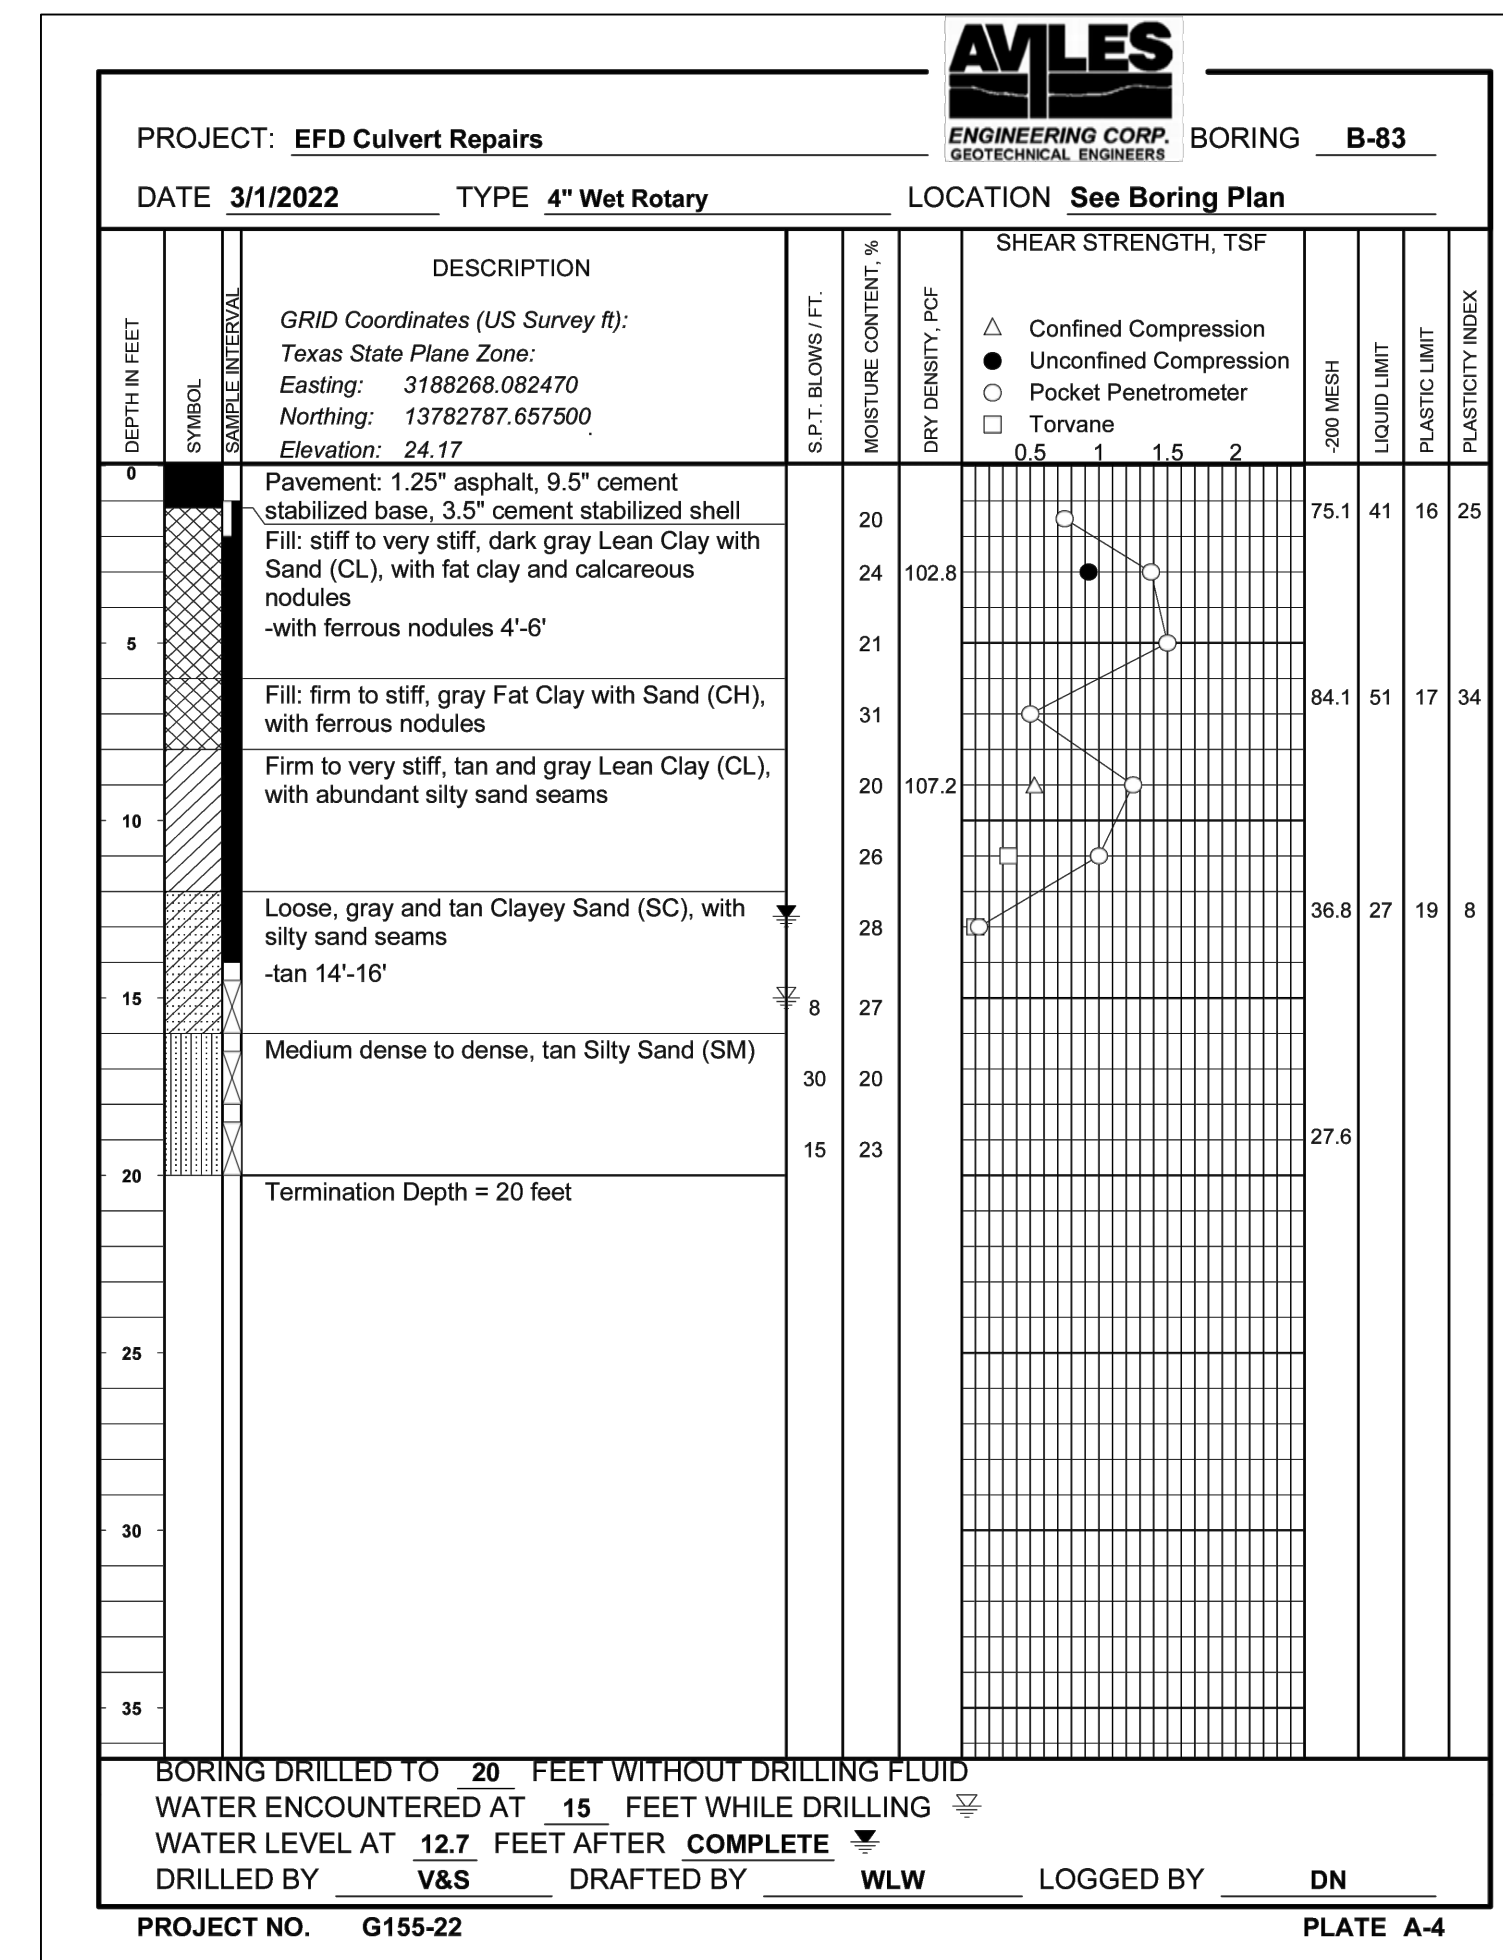 AVILES
ENGINEERING CORP.
GEOTECHNICAL ENGINEERS
PROJECT: EFD Culvert Repairs
BORING B-83
DATE 3/1/2022 TYPE 4" Wet Rotary LOCATION See Boring Plan
DEPTH IN FEET
SYMBOL
SAMPLE INTERVAL
DESCRIPTION
GRID Coordinates (US Survey ft):
Texas State Plane Zone:
Easting: 3188268.082470
Northing: 13782787.657500
Elevation: 24.17
S.P.T. BLOWS / FT.
MOISTURE CONTENT, %
DRY DENSITY, PCF
SHEAR STRENGTH, TSF
Confined Compression
Unconfined Compression
Pocket Penetrometer
Torvane
0.5 1 1.5 2
-200 MESH
LIQUID LIMIT
PLASTIC LIMIT
PLASTICITY INDEX
0
Pavement: 1.25" asphalt, 9.5" cement
stabilized base, 3.5" cement stabilized shell
20 75.1 41 16 25
Fill: stiff to very stiff, dark gray Lean Clay with
Sand (CL), with fat clay and calcareous
24 102.8
nodules
-with ferrous nodules 4'-6'
5 21
Fill: firm to stiff, gray Fat Clay with Sand (CH),
84.1 51 17 34
with ferrous nodules
31
Firm to very stiff, tan and gray Lean Clay (CL),
with abundant silty sand seams
20 107.2
10
26
Loose, gray and tan Clayey Sand (SC), with
36.8 27 19 8
silty sand seams
28
-tan 14'-16'
15 8 27
Medium dense to dense, tan Silty Sand (SM)
30 20
15 23 27.6
20
Termination Depth = 20 feet
25
30
35
BORING DRILLED TO 20 FEET WITHOUT DRILLING FLUID
WATER ENCOUNTERED AT 15 FEET WHILE DRILLING
WATER LEVEL AT 12.7 FEET AFTER COMPLETE
DRILLED BY V&S DRAFTED BY WLW LOGGED BY DN
PROJECT NO. G155-22 PLATE A-4